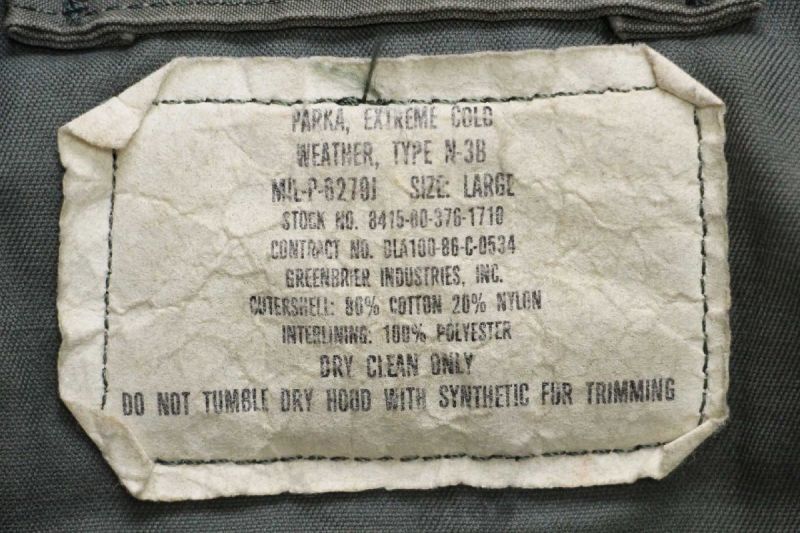 PARKA, EXTREME COLD
WEATHER, TYPE N-3B
MIL-P-6279J SIZE: LARGE
STOCK NO. 8415-00-376-1710
CONTRACT NO. DLA100-86-C-0534
GREENBRIER INDUSTRIES, INC.
OUTERSHELL: 80% COTTON 20% NYLON
INTERLINING: 100% POLYESTER
DRY CLEAN ONLY
DO NOT TUMBLE DRY HOOD WITH SYNTHETIC FUR TRIMMING